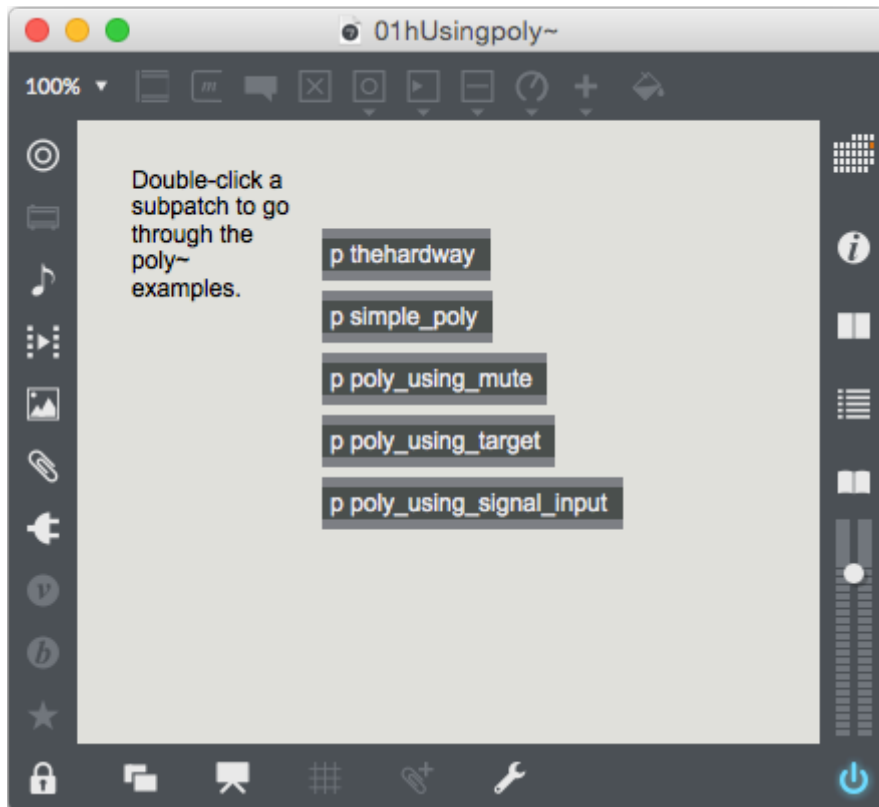 01hUsingpoly~
100%
Double-click a
subpatch to go
through the
poly~
examples.
p thehardway
p simple_poly
p poly_using_mute
p poly_using_target
p poly_using_signal_input